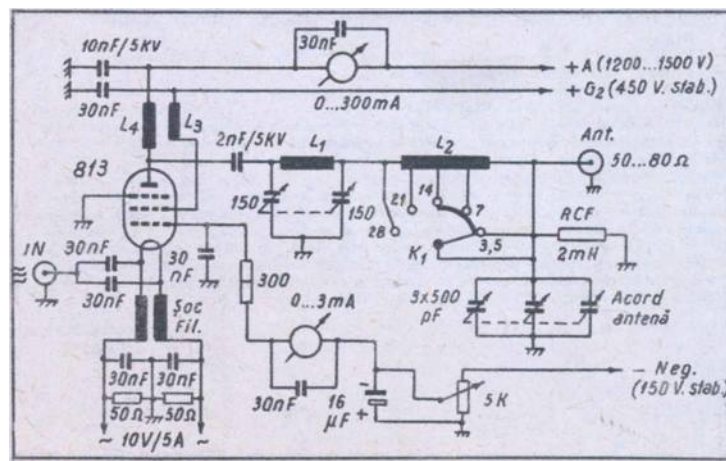 10nF/5KV
30nF
0...300mA
+A (1200...1500 V)
+G2 (450 V. stab.)
30nF
L4
L3
2nF/5KV
L1
L2
Ant.
50...80Ω
813
150
150
21
14
7
28
3,5
K1
RCF
2mH
IN
30nF
30nF
30
nF
300
0...3mA
3x500
pF
Acord
antenă
Șoc
Fil.
30nF
30nF
50Ω
50Ω
30nF
16
μF
- +
5K
− Neg.
(150 V. stab.)
~ 10V/5A ~